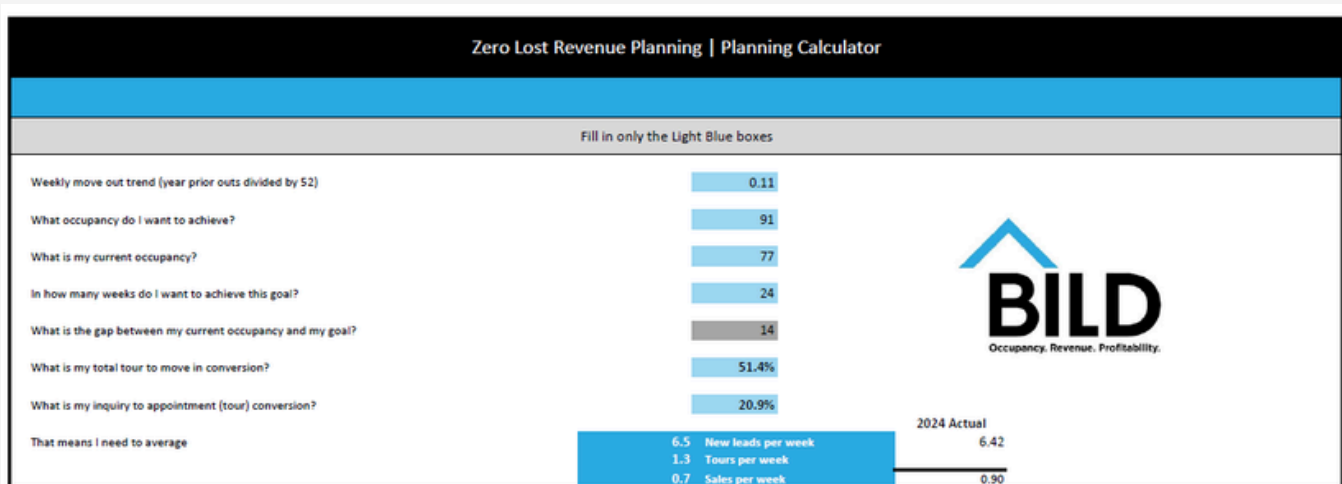 Zero Lost Revenue Planning | Planning Calculator
Fill in only the Light Blue boxes
Weekly move out trend (year prior outs divided by 52) 0.11
What occupancy do I want to achieve? 91
What is my current occupancy? 77
In how many weeks do I want to achieve this goal? 24
What is the gap between my current occupancy and my goal? 14
What is my total tour to move in conversion? 51.4%
What is my inquiry to appointment (tour) conversion? 20.9%
BILD
Occupancy. Revenue. Profitability.
2024 Actual
That means I need to average 6.5 New leads per week 6.42
1.3 Tours per week
0.7 Sales per week 0.90